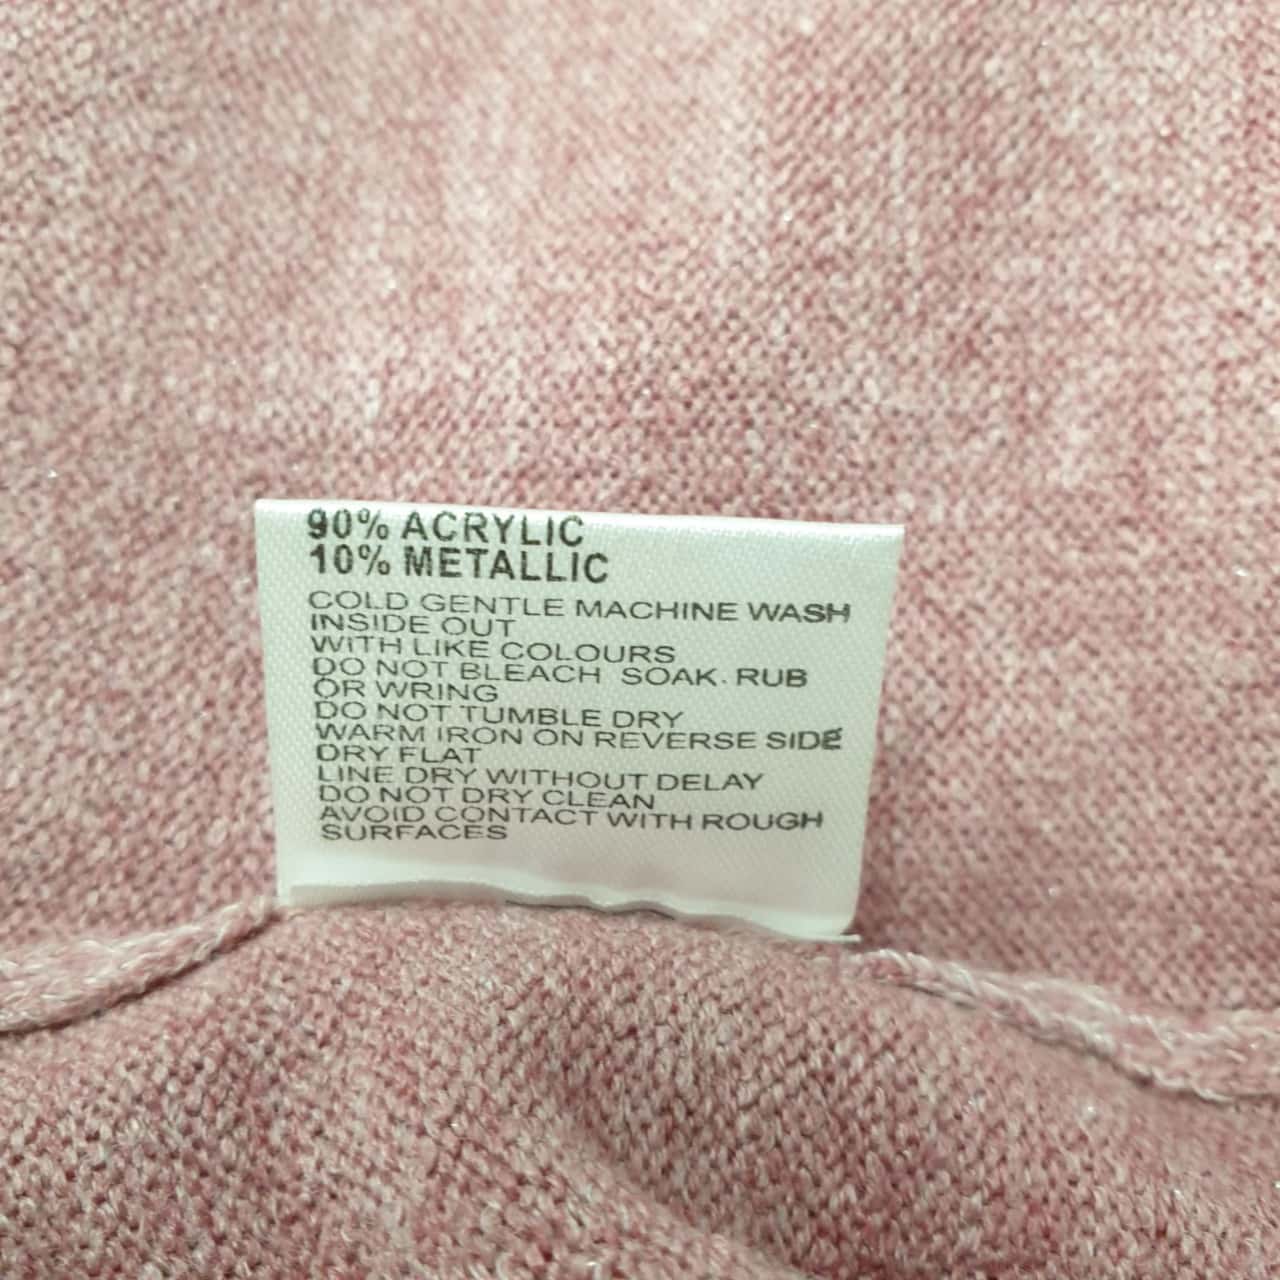 90% ACRYLIC
10% METALLIC
COLD GENTLE MACHINE WASH
INSIDE OUT
WITH LIKE COLOURS
DO NOT BLEACH SOAK. RUB
OR WRING
DO NOT TUMBLE DRY
WARM IRON ON REVERSE SIDE
DRY FLAT
LINE DRY WITHOUT DELAY
DO NOT DRY CLEAN
AVOID CONTACT WITH ROUGH
SURFACES